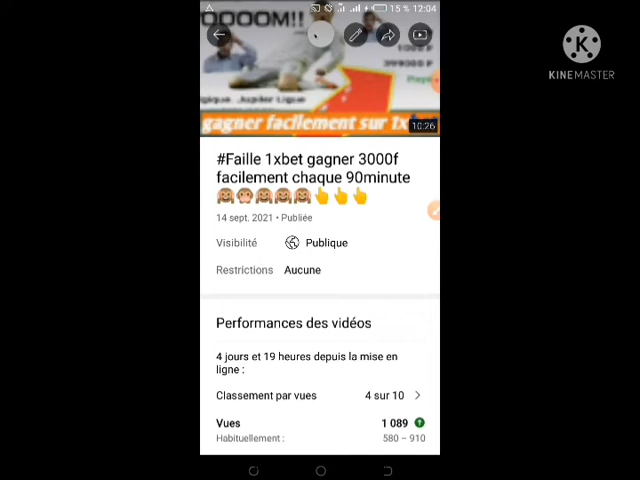 15 % 12:04
OOOM!!
gagner facilement sur 1x
10:26
KINEMASTER
#Faille 1xbet gagner 3000f
facilement chaque 90minute
🙈🙊🙈🙈🙈👆👆👆
14 sept. 2021 • Publiée
Visibilité Publique
Restrictions Aucune
Performances des vidéos
4 jours et 19 heures depuis la mise en
ligne :
Classement par vues 4 sur 10
Vues 1 089
Habituellement : 580 – 910